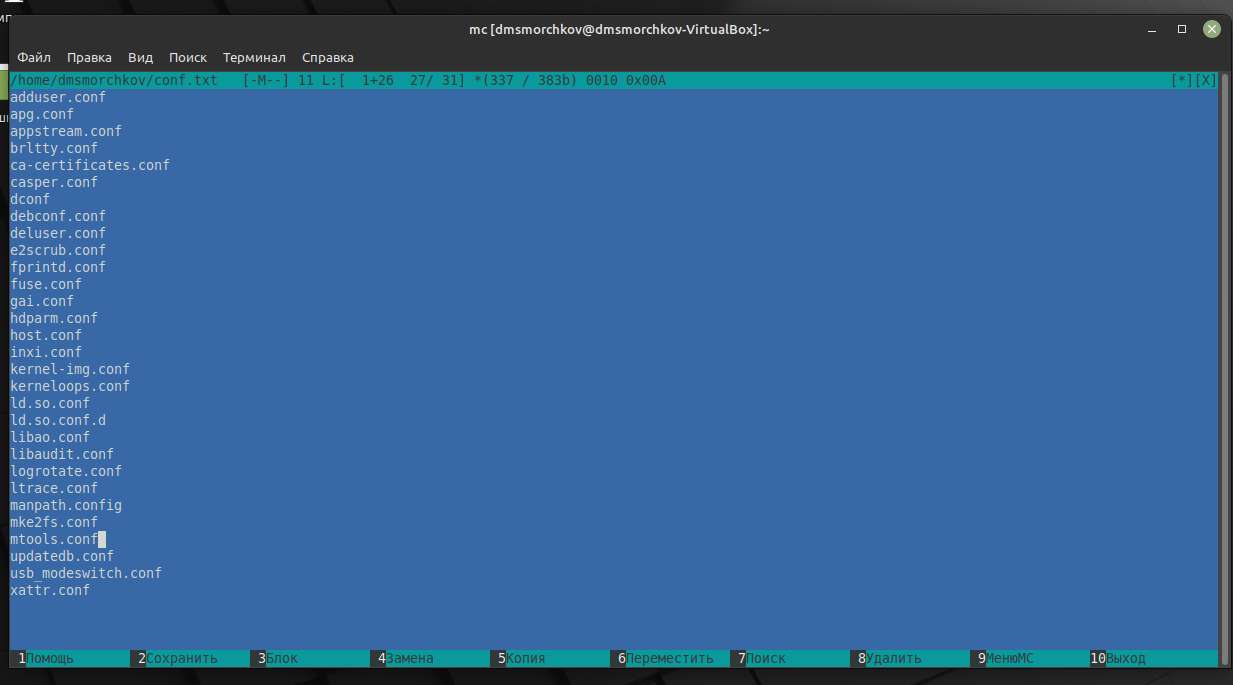 mc [dmsmorchkov@dmsmorchkov-VirtualBox]:~
Файл Правка Вид Поиск Терминал Справка
/home/dmsmorchkov/conf.txt [-M--] 11 L:[ 1+26 27/ 31] *(337 / 383b) 0010 0x00A [*][X]
adduser.conf
apg.conf
appstream.conf
brltty.conf
ca-certificates.conf
casper.conf
dconf
debconf.conf
deluser.conf
e2scrub.conf
fprintd.conf
fuse.conf
gai.conf
hdparm.conf
host.conf
inxi.conf
kernel-img.conf
kerneloops.conf
ld.so.conf
ld.so.conf.d
libao.conf
libaudit.conf
logrotate.conf
ltrace.conf
manpath.config
mke2fs.conf
mtools.conf
updatedb.conf
usb_modeswitch.conf
xattr.conf
1Помощь 2Сохранить 3Блок 4Замена 5Копия 6Переместить 7Поиск 8Удалить 9МенюMC 10Выход